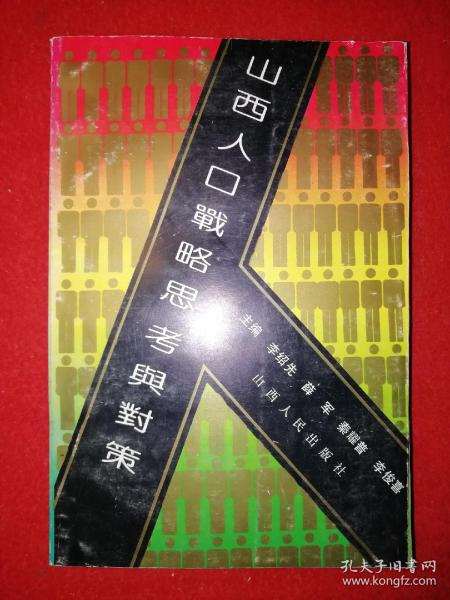 山西人口戰略思考與對策
主编 李绍先 薛军 秦耀普 李俊喜
山西人民出版社
孔夫子旧书网
www.kongfz.com